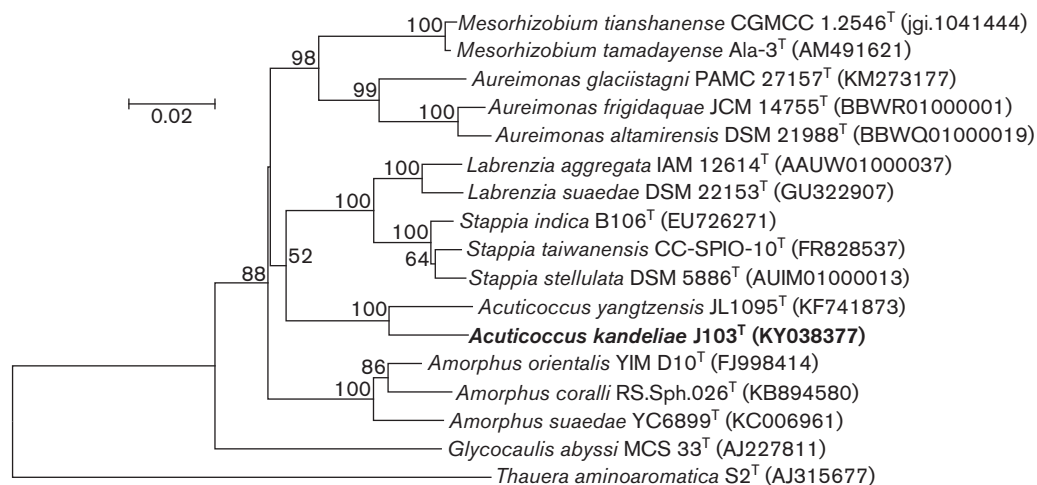 100 Mesorhizobium tianshanense CGMCC 1.2546ᵀ (jgi.1041444)
Mesorhizobium tamadayense Ala-3ᵀ (AM491621)
98
99 Aureimonas glaciistagni PAMC 27157ᵀ (KM273177)
100 Aureimonas frigidaquae JCM 14755ᵀ (BBWR01000001)
0.02
Aureimonas altamirensis DSM 21988ᵀ (BBWQ01000019)
100 Labrenzia aggregata IAM 12614ᵀ (AAUW01000037)
Labrenzia suaedae DSM 22153ᵀ (GU322907)
100
Stappia indica B106ᵀ (EU726271)
100
Stappia taiwanensis CC-SPIO-10ᵀ (FR828537)
52
64
Stappia stellulata DSM 5886ᵀ (AUIM01000013)
88
100 Acuticoccus yangtzensis JL1095ᵀ (KF741873)
Acuticoccus kandeliae J103ᵀ (KY038377)
86 Amorphus orientalis YIM D10ᵀ (FJ998414)
100 Amorphus coralli RS.Sph.026ᵀ (KB894580)
Amorphus suaedae YC6899ᵀ (KC006961)
Glycocaulis abyssi MCS 33ᵀ (AJ227811)
Thauera aminoaromatica S2ᵀ (AJ315677)